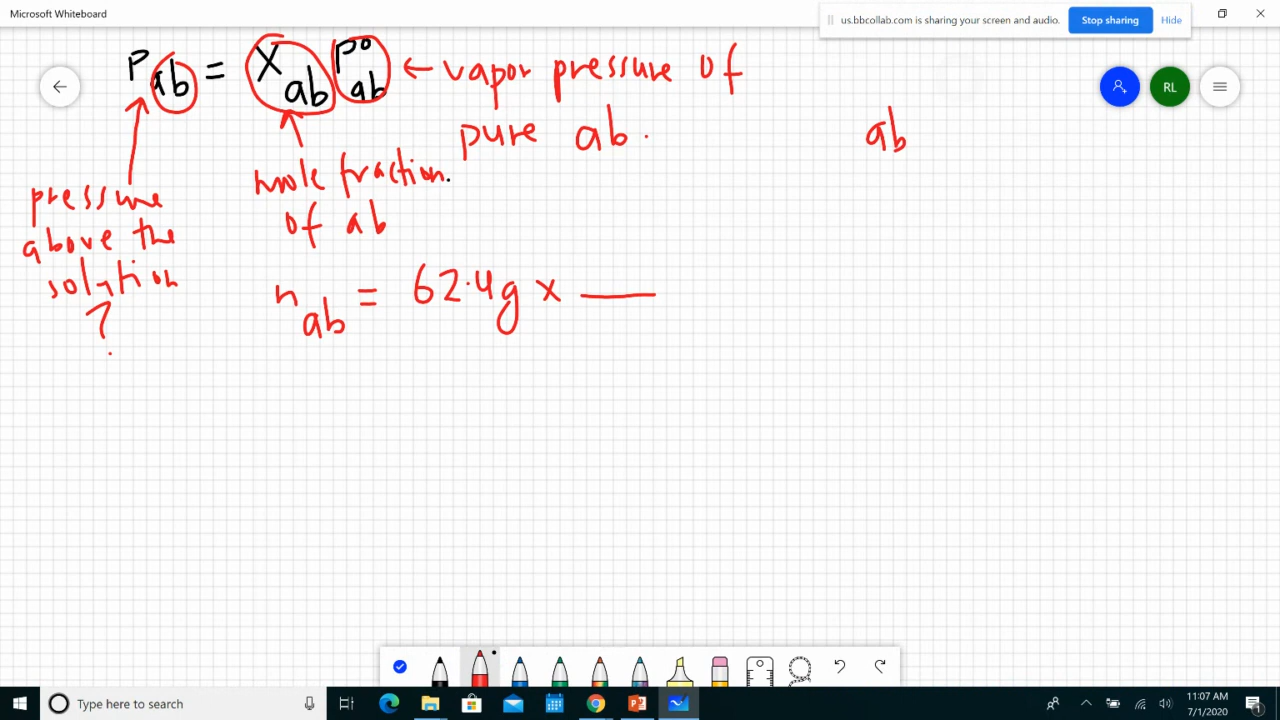 Microsoft Whiteboard
us.bbcollab.com is sharing your screen and audio.
Stop sharing
Hide
RL
P ab = X ab P° ab ← vapor pressure of
pure ab.
ab
pressure
above the
solution
?
mole fraction.
of ab
n ab = 62.4g x ___
Type here to search
11:07 AM
7/1/2020
1